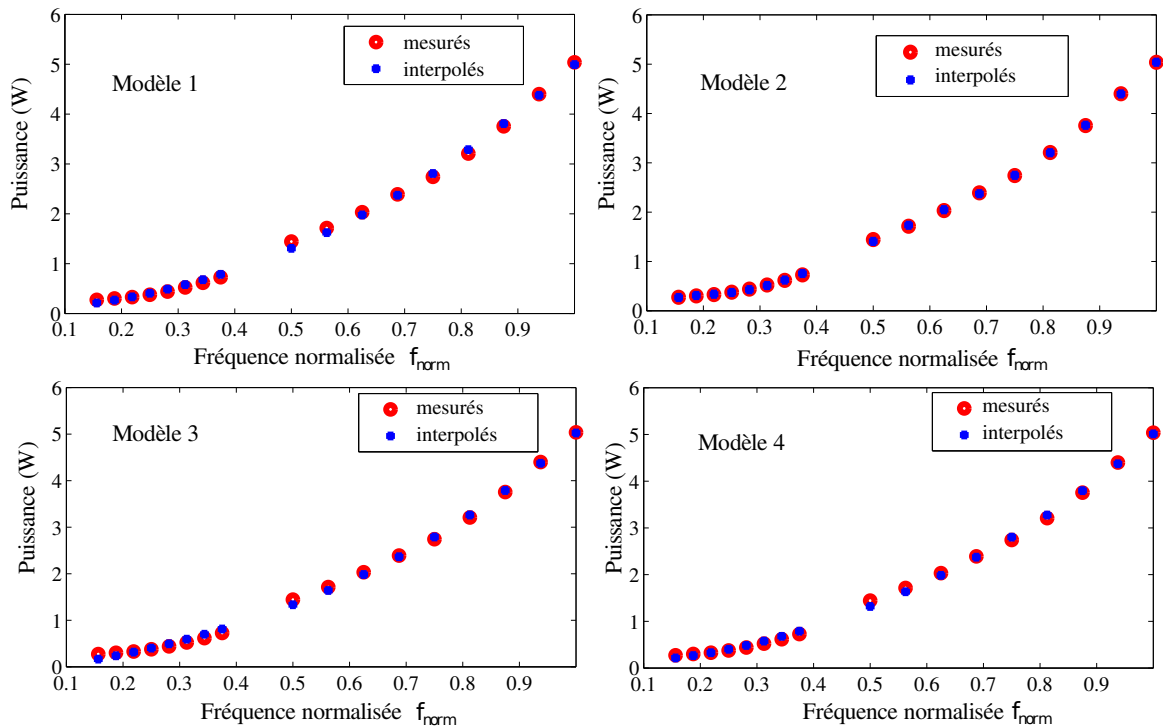 6
5
4
3
2
1
0
Puissance (W)
Modèle 1
mesurés
interpolés
0.1 0.2 0.3 0.4 0.5 0.6 0.7 0.8 0.9
Fréquence normalisée f_norm
6
5
4
3
2
1
0
Puissance (W)
Modèle 2
mesurés
interpolés
0.1 0.2 0.3 0.4 0.5 0.6 0.7 0.8 0.9
Fréquence normalisée f_norm
6
5
4
3
2
1
0
Puissance (W)
Modèle 3
mesurés
interpolés
0.1 0.2 0.3 0.4 0.5 0.6 0.7 0.8 0.9
Fréquence normalisée f_norm
6
5
4
3
2
1
0
Puissance (W)
Modèle 4
mesurés
interpolés
0.1 0.2 0.3 0.4 0.5 0.6 0.7 0.8 0.9
Fréquence normalisée f_norm